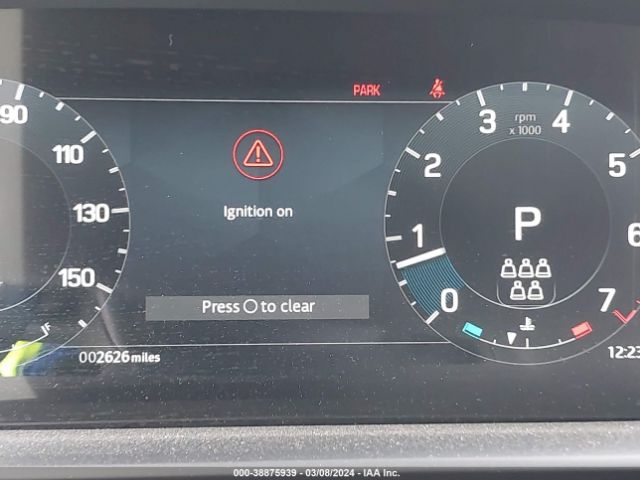 PARK
90
110
130
150
Ignition on
Press to clear
002626 miles
rpm
x 1000
0
1
2
3
4
5
6
7
P
12:23
000-38875939 - 03/08/2024 - IAA Inc.